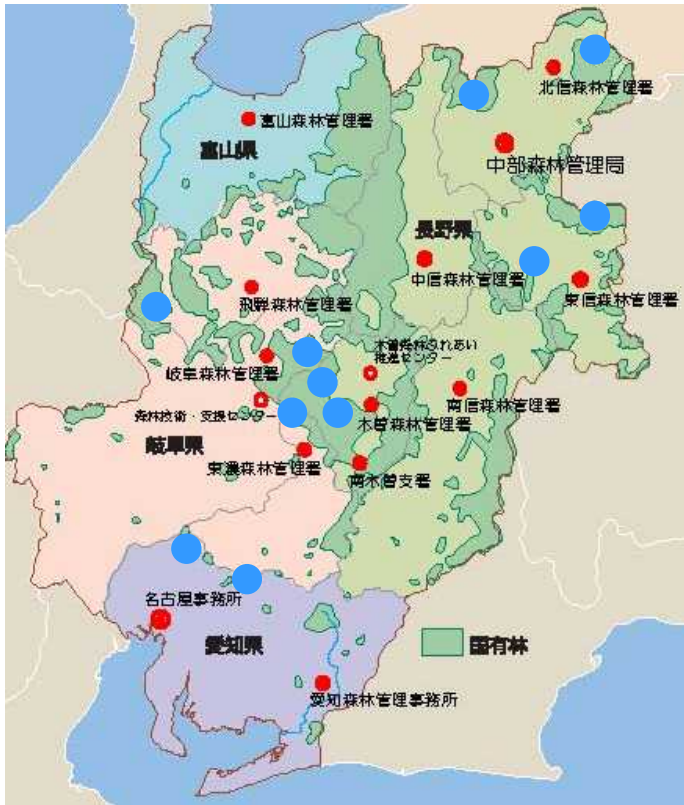 北信森林管理署
富山森林管理署
富山県
中部森林管理局
長野県
中信森林管理署
東信森林管理署
飛騨森林管理署
木曽森林ふれあい
推進センター
岐阜森林管理署
南信森林管理署
森林技術・支援センター
木曽森林管理署
岐阜県
東濃森林管理署
南木曽支署
名古屋事務所
愛知県
国有林
愛知森林管理事務所